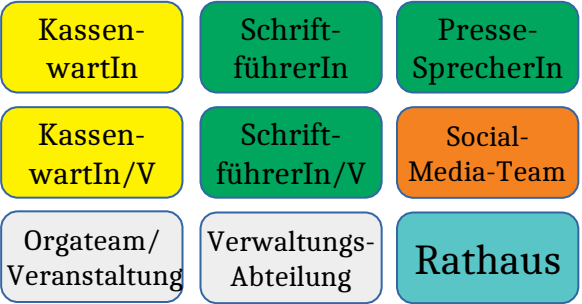 Kassen-
wartIn
Schrift-
führerIn
Presse-
SprecherIn
Kassen-
wartIn/V
Schrift-
führerIn/V
Social-
Media-Team
Orgateam/
Veranstaltung
Verwaltungs-
Abteilung
Rathaus